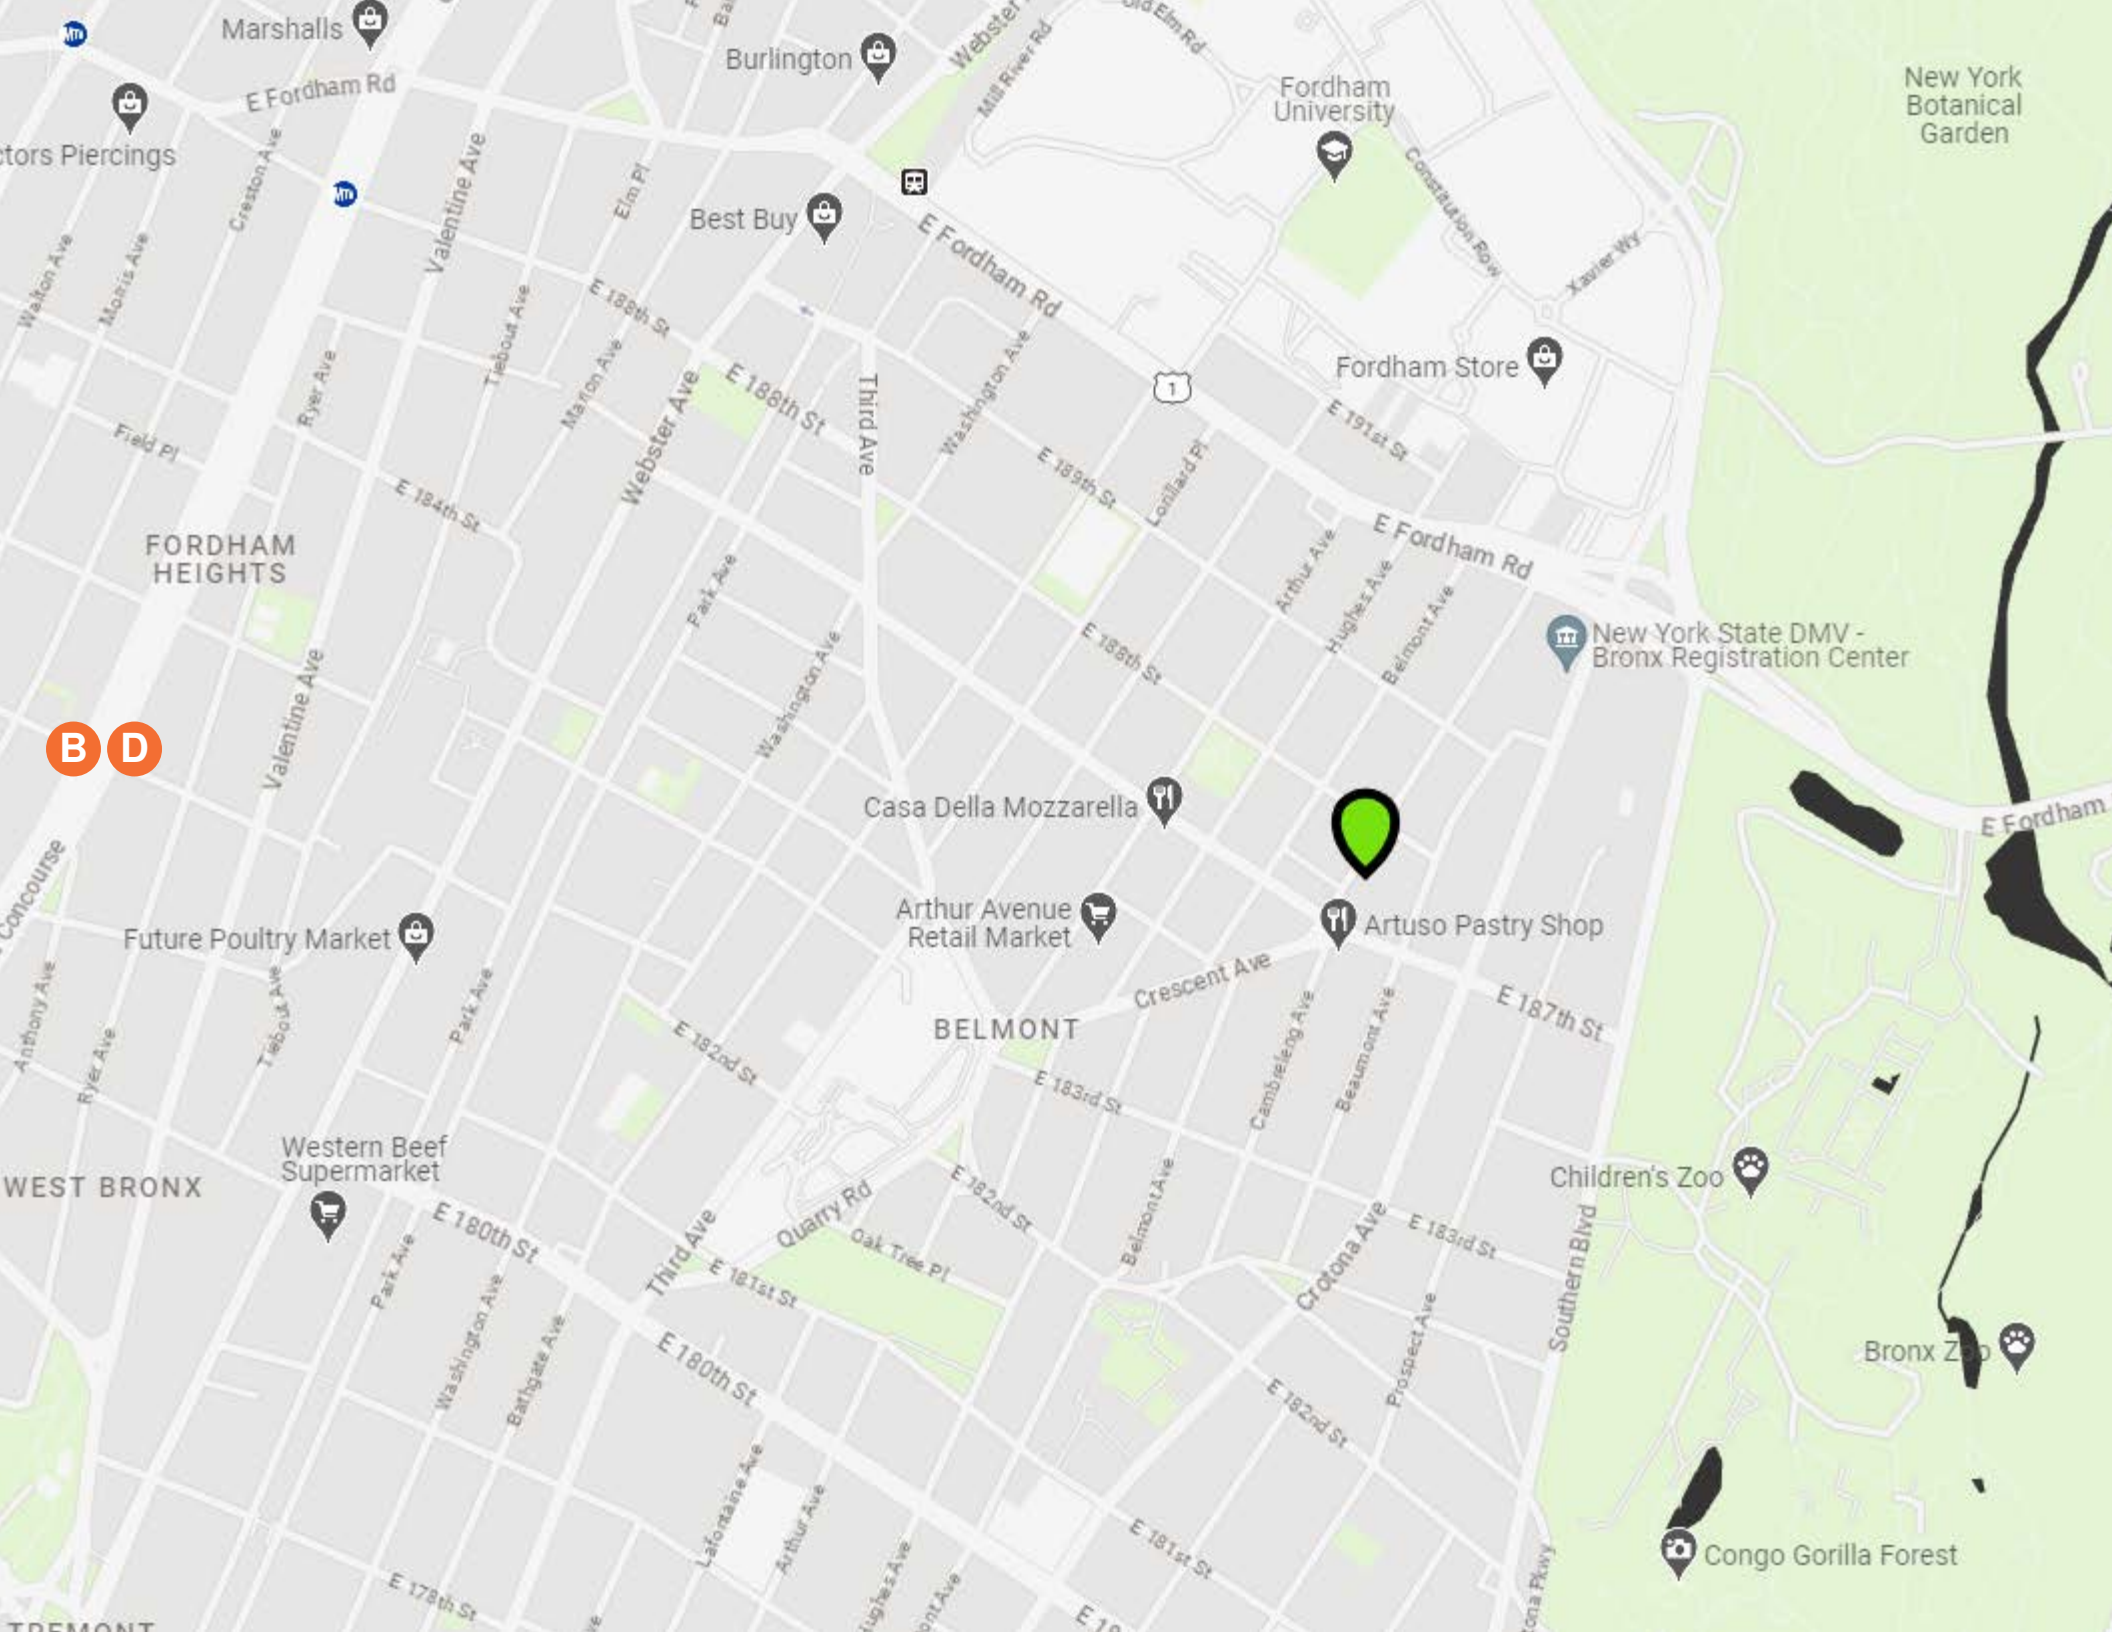 Marshalls
E Fordham Rd
Burlington
Webster
Mill River Rd
Old Elm Rd
Fordham
University
New York
Botanical
Garden
ctors Piercings
Creston Ave
Valentine Ave
Elm Pl
Best Buy
E Fordham Rd
Constitution Row
Xavier Wy
Walton Ave
Morris Ave
Tiebout Ave
E 188th St
Ryer Ave
Marion Ave
Webster Ave
E 188th St
Third Ave
Washington Ave
1
Fordham Store
E 191st St
Field Pl
E 184th St
E 189th St
Lorillard Pl
E Fordham Rd
FORDHAM
HEIGHTS
Park Ave
Arthur Ave
Hughes Ave
Belmont Ave
New York State DMV -
Bronx Registration Center
E 188th St
Washington Ave
Valentine Ave
B D
Casa Della Mozzarella
E Fordham
Concourse
Arthur Avenue
Retail Market
Artuso Pastry Shop
Future Poultry Market
Crescent Ave
E 187th St
Anthony Ave
Ryer Ave
Tiebout Ave
Park Ave
E 182nd St
BELMONT
E 183rd St
Cambreleng Ave
Beaumont Ave
Western Beef
Supermarket
WEST BRONX
E 180th St
Third Ave
Quarry Rd
Oak Tree Pl
E 182nd St
Belmont Ave
Crotona Ave
E 183rd St
Southern Blvd
Children's Zoo
Park Ave
Washington Ave
Bathgate Ave
E 181st St
E 180th St
Prospect Ave
E 182nd St
Bronx Zoo
Lafontaine Ave
Arthur Ave
ughes Ave
ont Ave
E 181st St
Congo Gorilla Forest
E 178th St
ona Pkwy
E 19
TREMONT